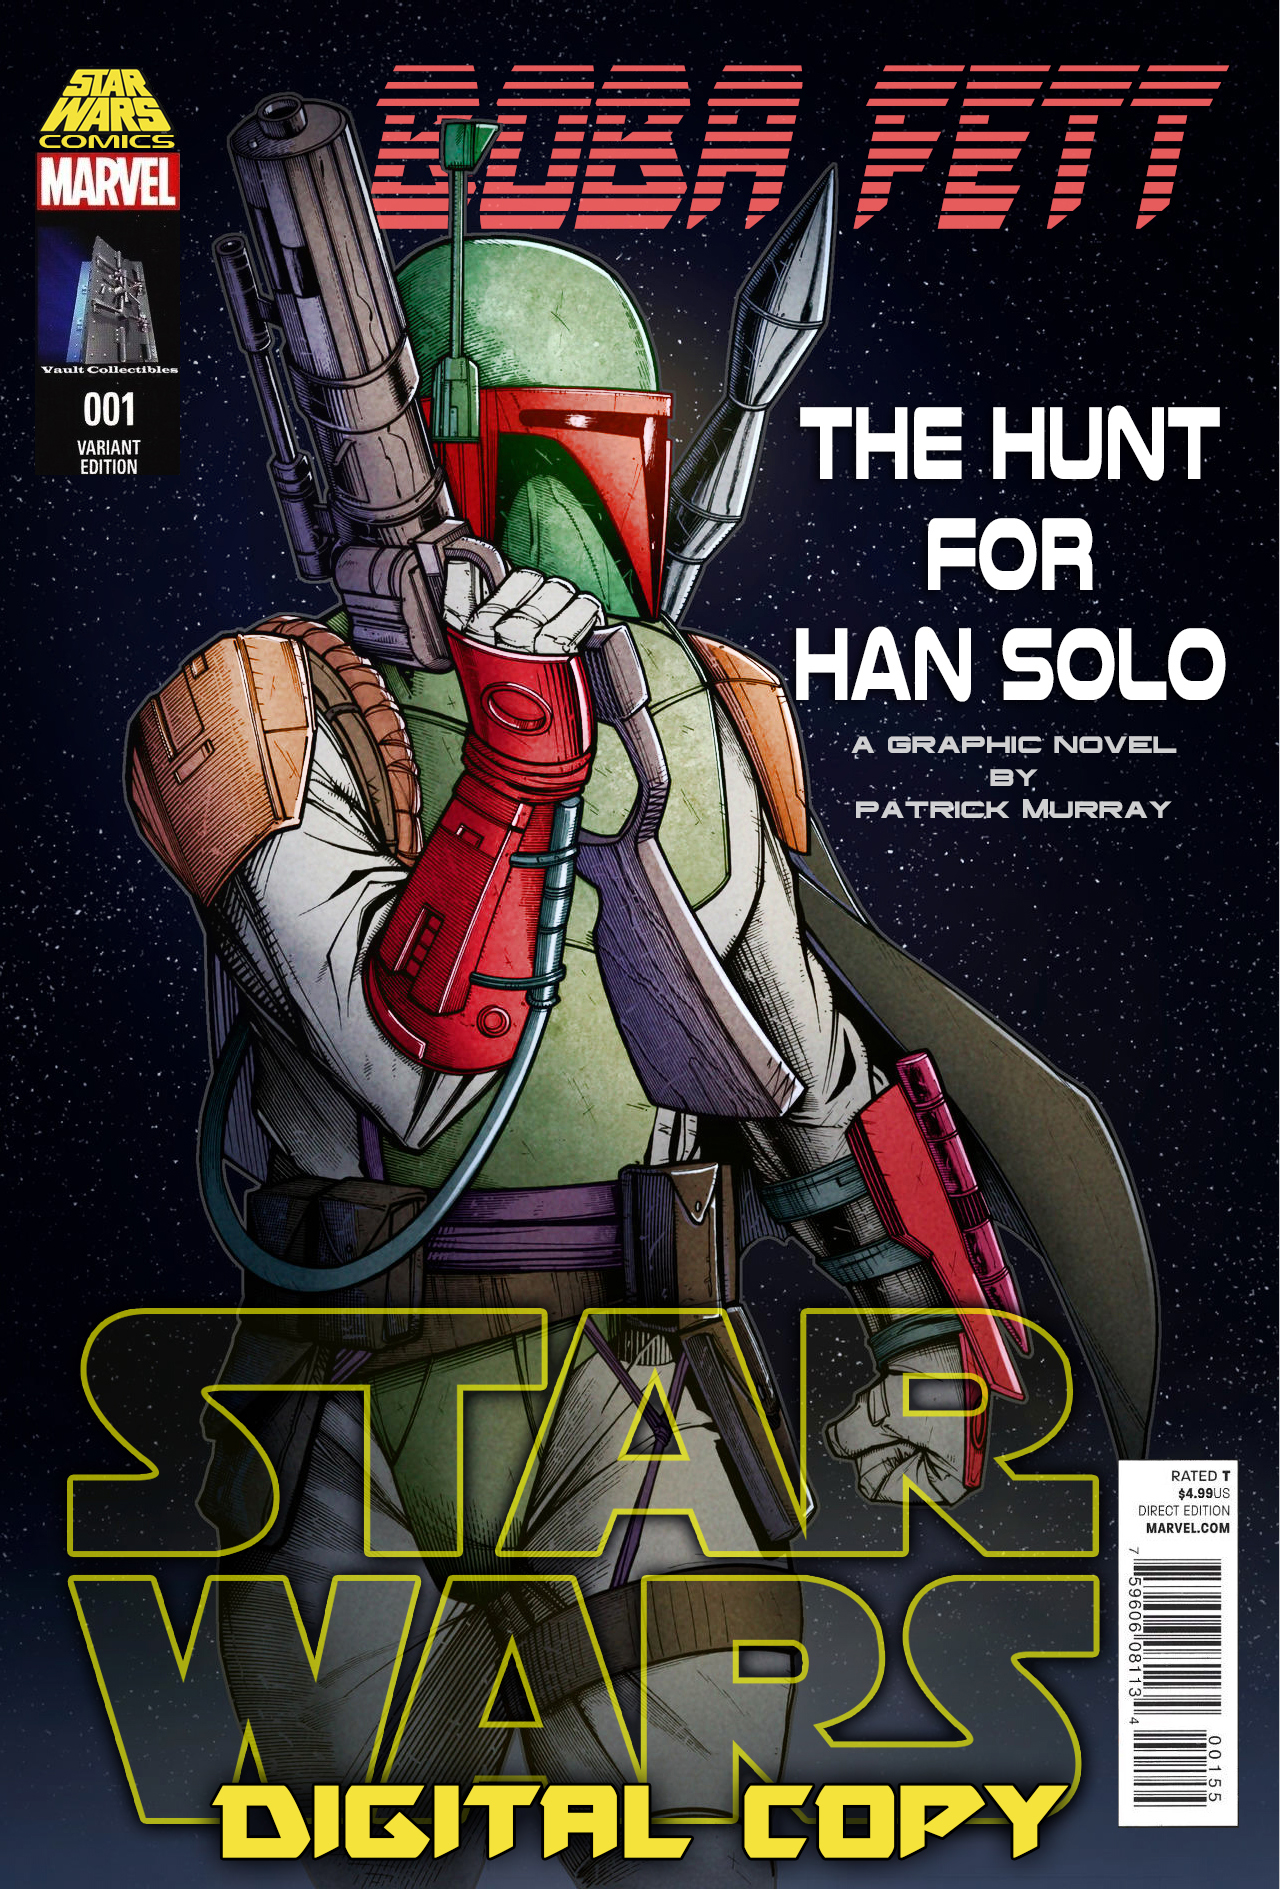 STAR
WARS
COMICS
MARVEL
Vault Collectibles
001
VARIANT
EDITION
BOBA FETT
THE HUNT
FOR
HAN SOLO
A GRAPHIC NOVEL
BY
PATRICK MURRAY
STAR
WARS
DIGITAL COPY
RATED T
$4.99US
DIRECT EDITION
MARVEL.COM
7 59606 08113 4
00155